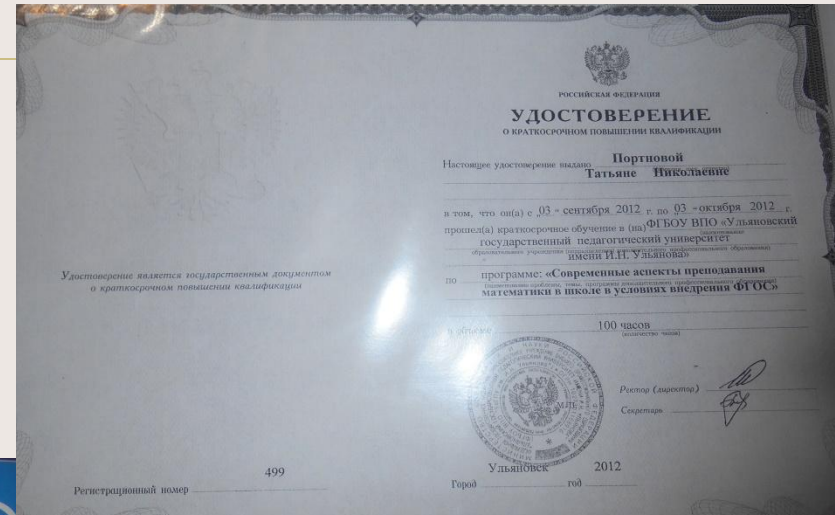 Удостоверение является государственным документом
о краткосрочном повышении квалификации
499
Регистрационный номер
РОССИЙСКАЯ ФЕДЕРАЦИЯ
УДОСТОВЕРЕНИЕ
О КРАТКОСРОЧНОМ ПОВЫШЕНИИ КВАЛИФИКАЦИИ
Настоящее удостоверение выдано Портновой
Татьяне Николаевне
в том, что он(а) с „03 “ сентября 2012 г. по „03 “ октября 2012 г.
прошел(а) краткосрочное обучение в (на) ФГБОУ ВПО «Ульяновский
государственный педагогический университет
имени И.Н. Ульянова»
по программе: «Современные аспекты преподавания
математики в школе в условиях внедрения ФГОС»
в объеме 100 часов
(количество часов)
М.П.
Ректор (директор)
Секретарь
Ульяновск 2012
Город год